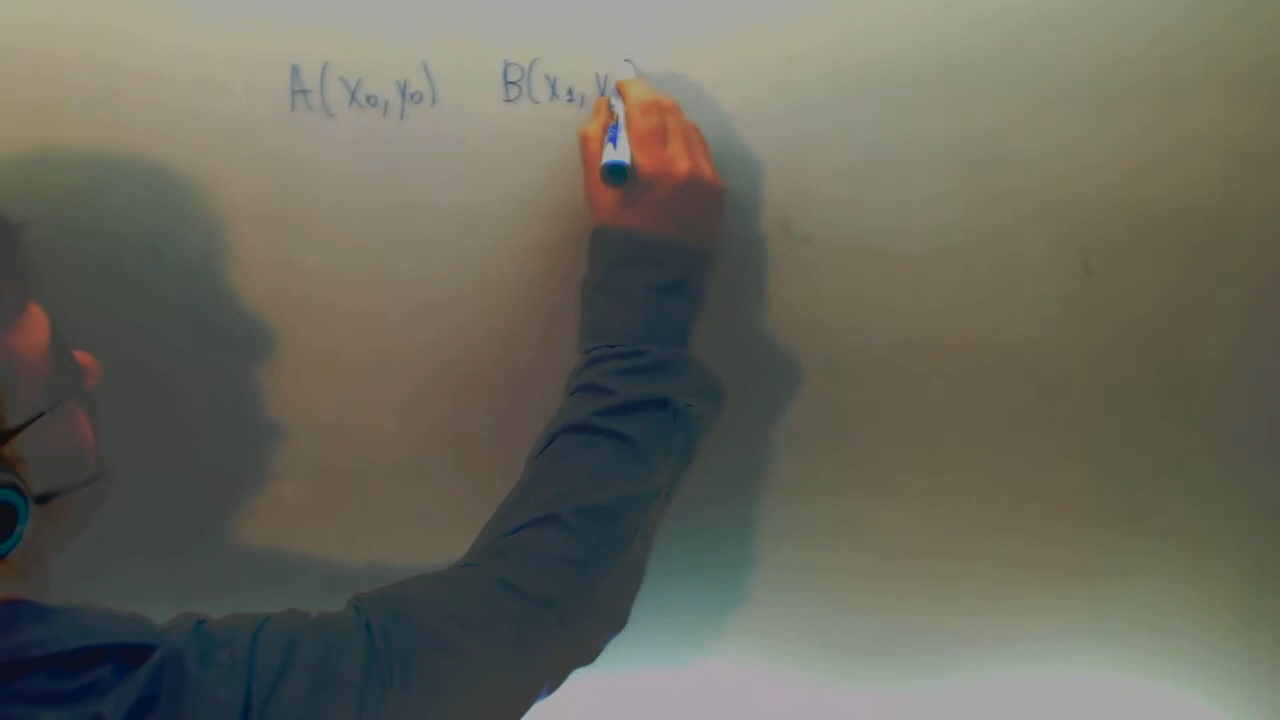 A(x₀, y₀) B(x₁, y